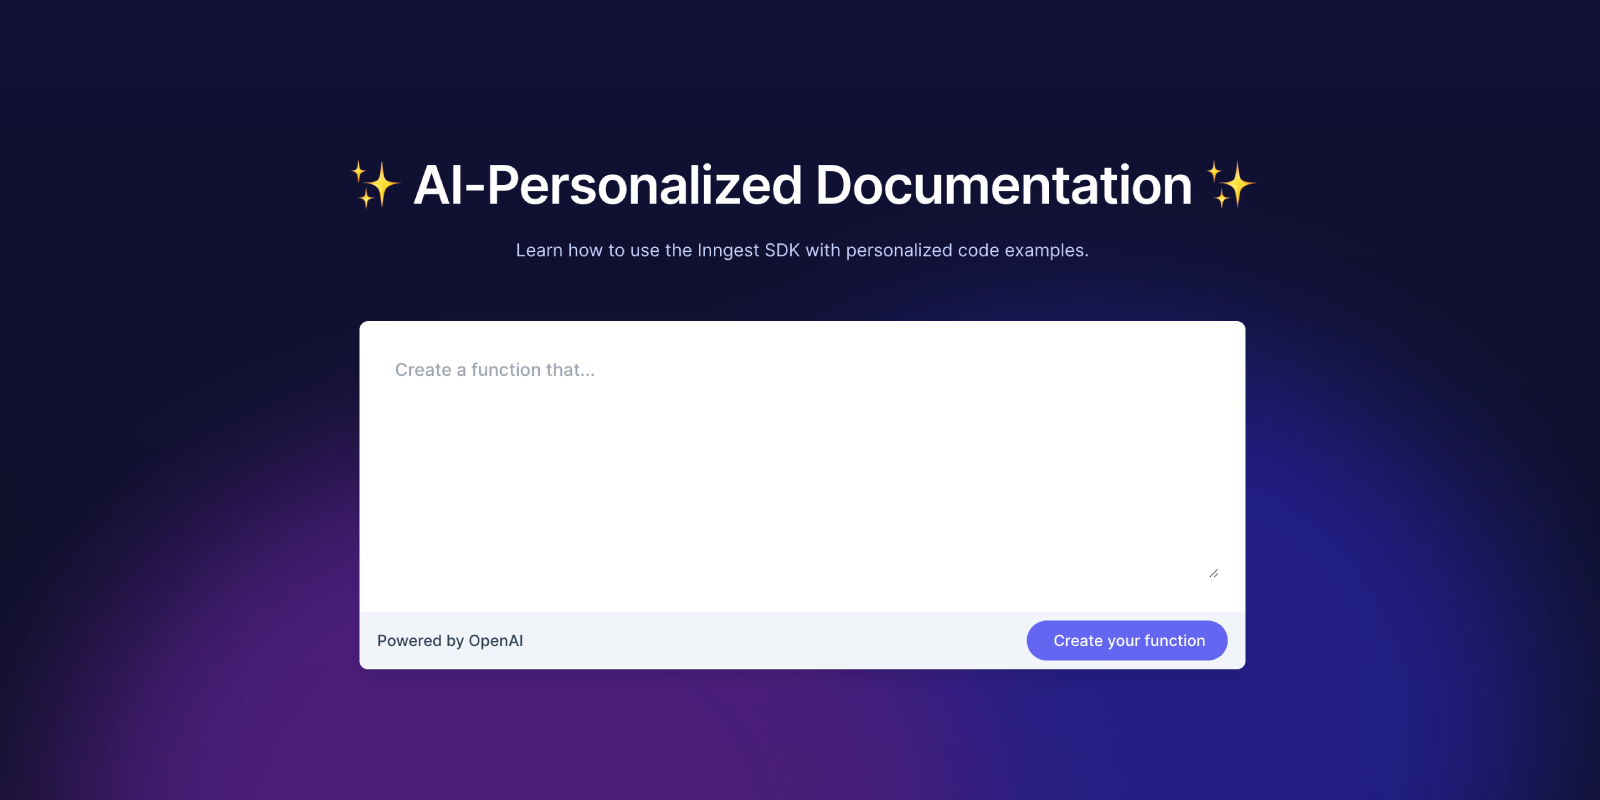 ✨ AI-Personalized Documentation ✨
Learn how to use the Inngest SDK with personalized code examples.
Create a function that...
Powered by OpenAI
Create your function